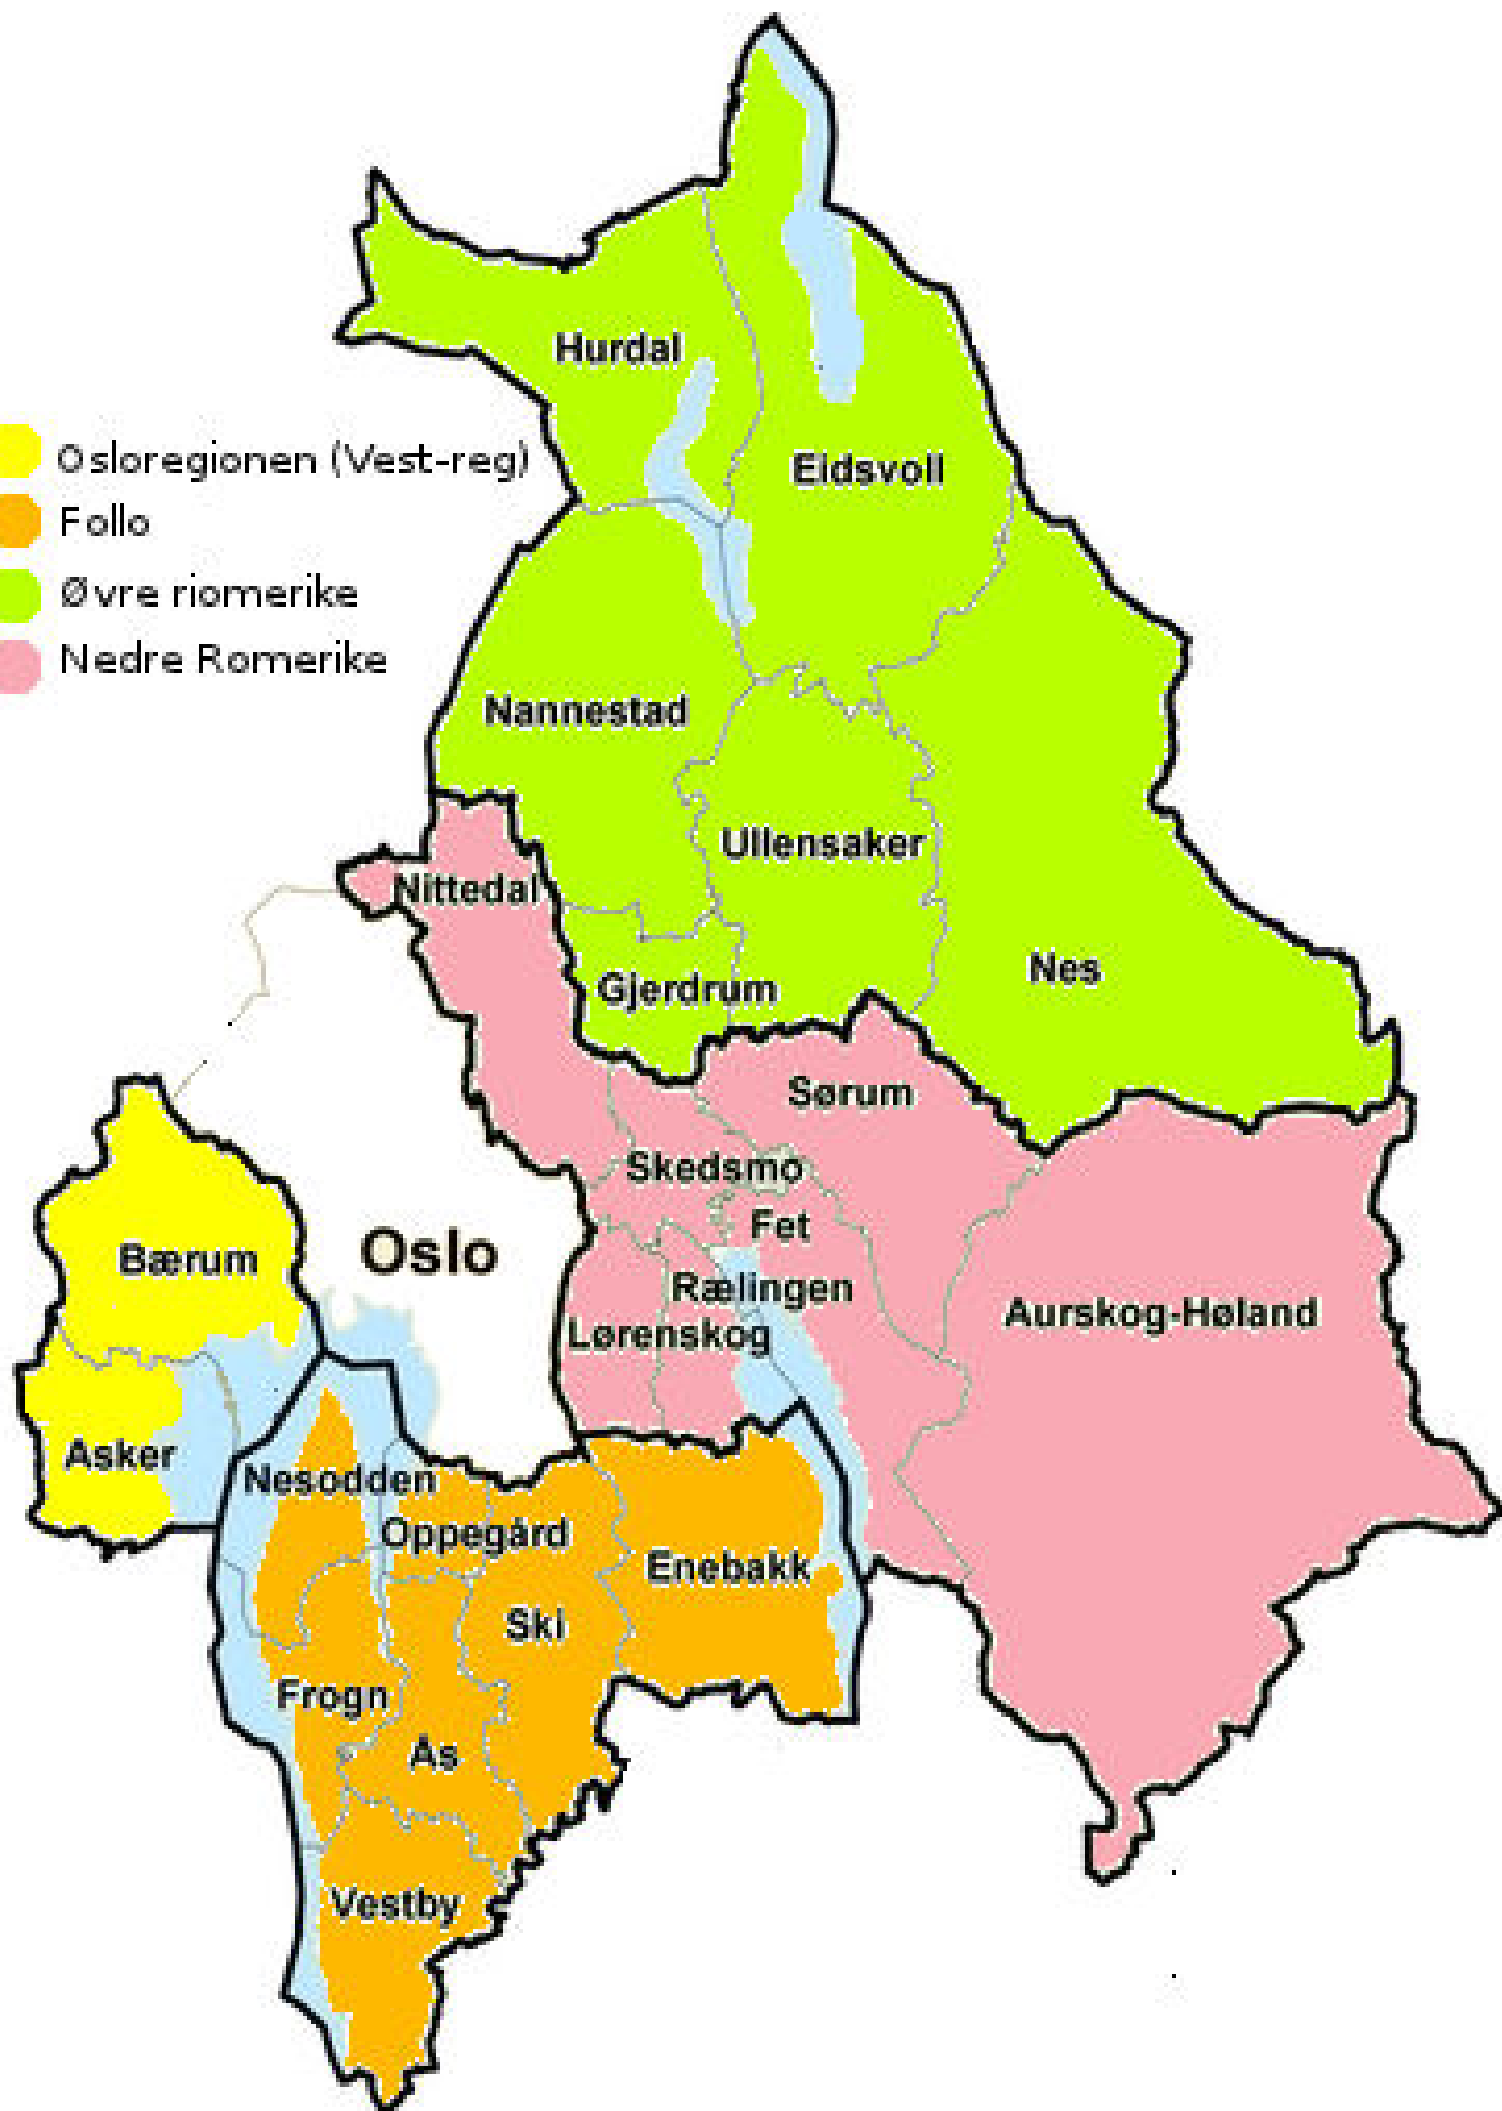 Hurdal
Osloregionen (Vest-reg)
Eidsvoll
Follo
Øvre riomerike
Nedre Romerike
Nannestad
Ullensaker
Nittedal
Nes
Gjerdrum
Sørum
Skedsmo
Fet
Oslo
Bærum
Rælingen
Aurskog-Høland
Lørenskog
Asker
Nesodden
Oppegård
Enebakk
Ski
Frogn
Ås
Vestby